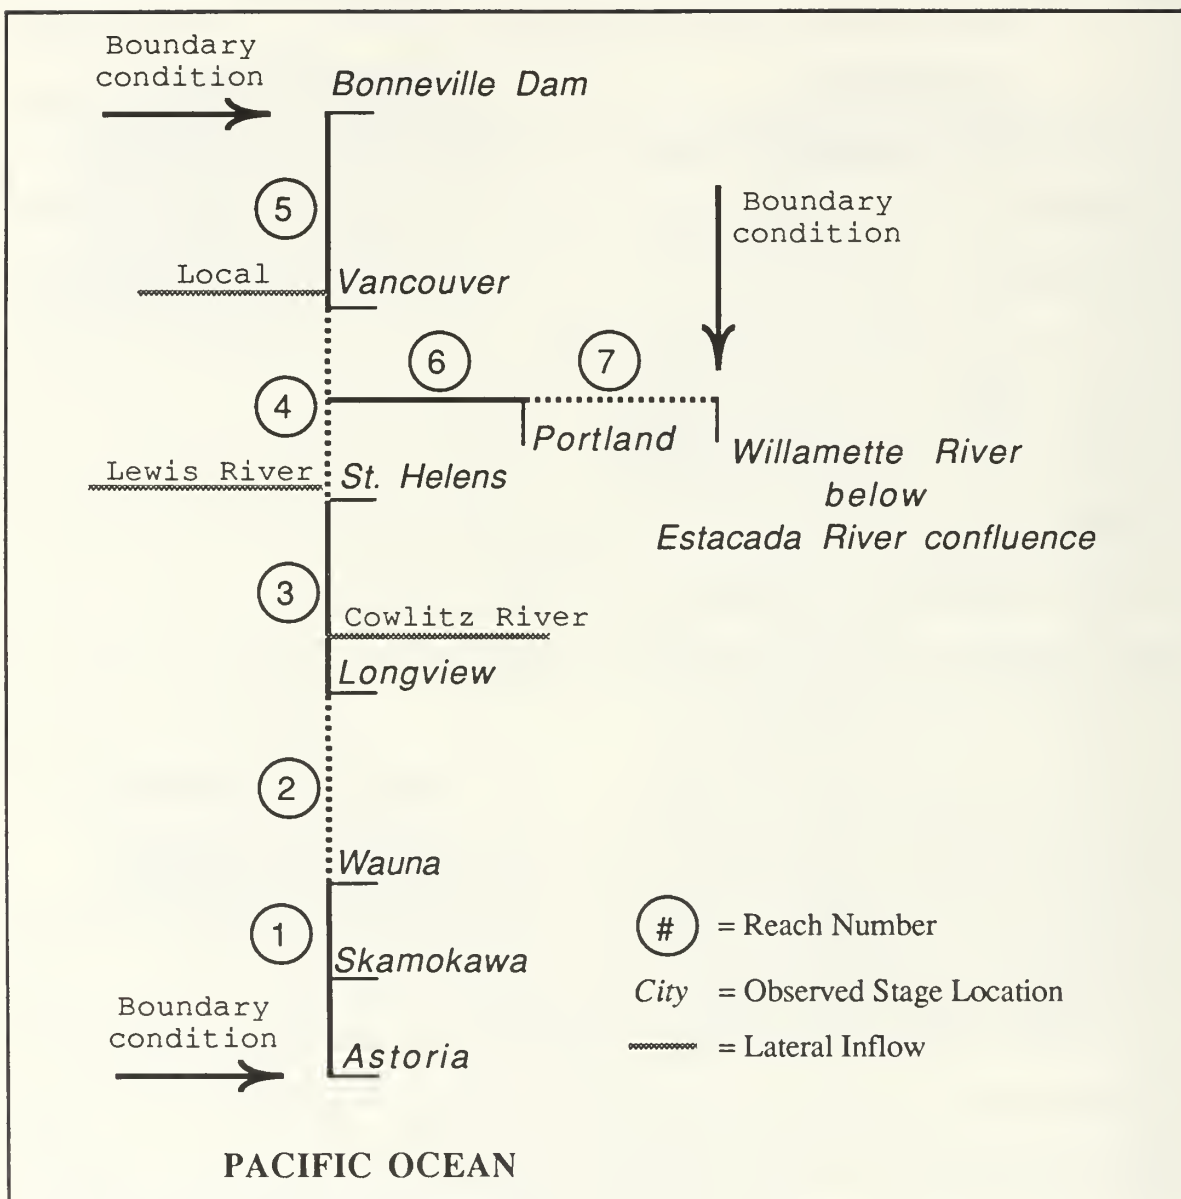 Boundary
condition
Bonneville Dam
5
Boundary
condition
Local
Vancouver
6
7
4
Portland
Willamette River
below
Estacada River confluence
Lewis River
St. Helens
3
Cowlitz River
Longview
2
Wauna
1
Skamokawa
# = Reach Number
City = Observed Stage Location
= Lateral Inflow
Boundary
condition
Astoria
PACIFIC OCEAN